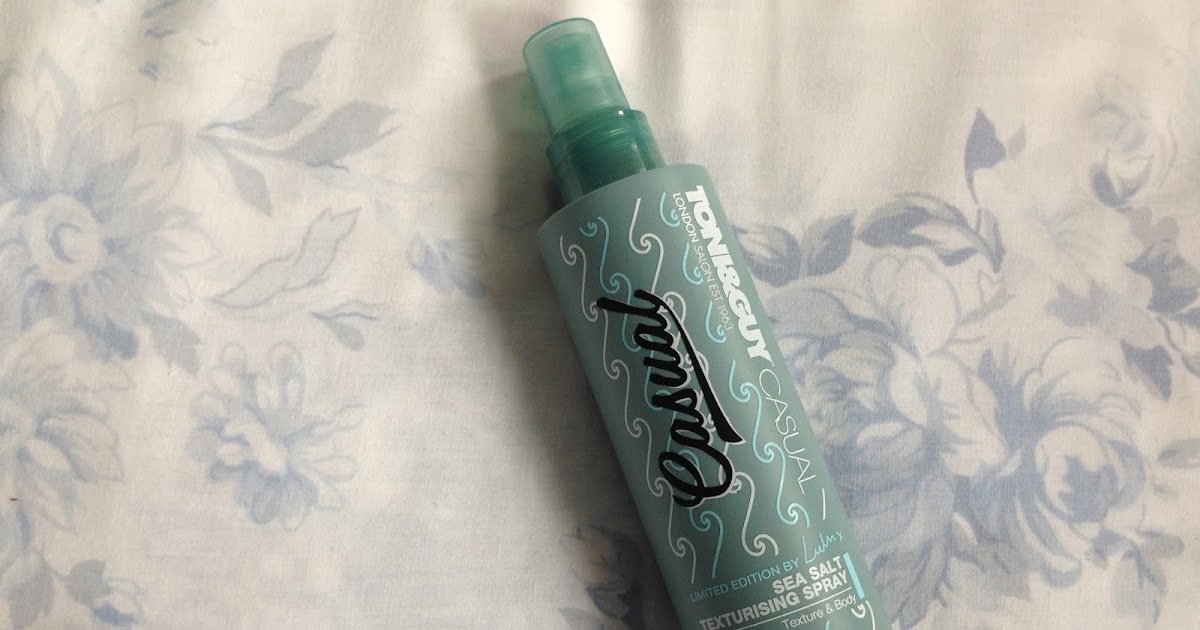 TONI&GUY CASUAL
LONDON SALON EST 1963
Casual
LIMITED EDITION BY Lulu x
SEA SALT
TEXTURISING SPRAY
Texture & Body